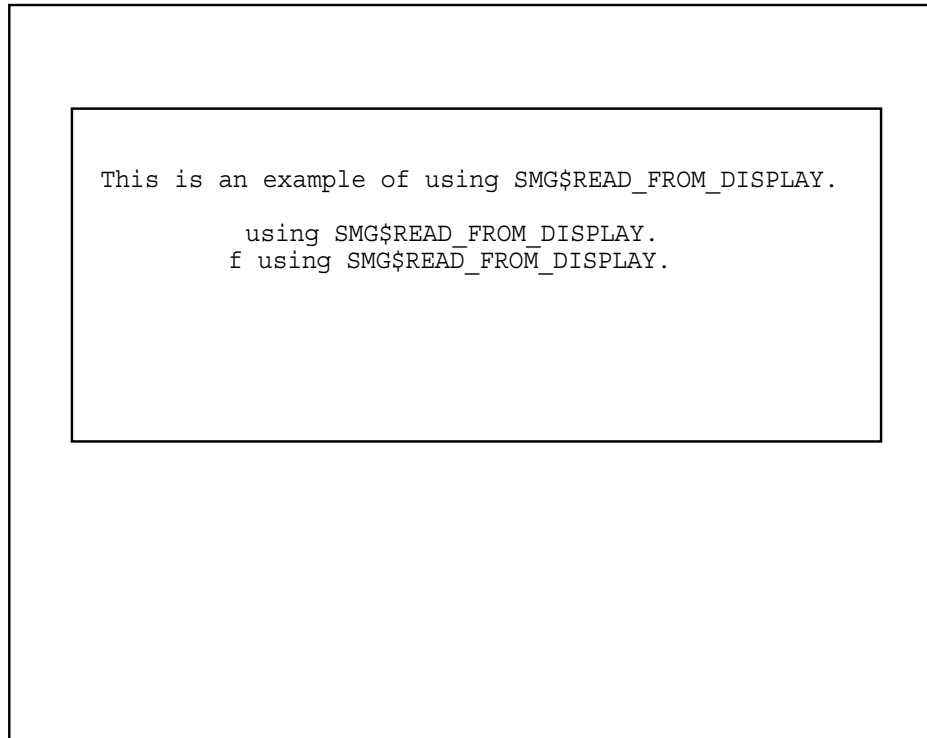 This is an example of using SMG$READ_FROM_DISPLAY.
using SMG$READ_FROM_DISPLAY.
f using SMG$READ_FROM_DISPLAY.